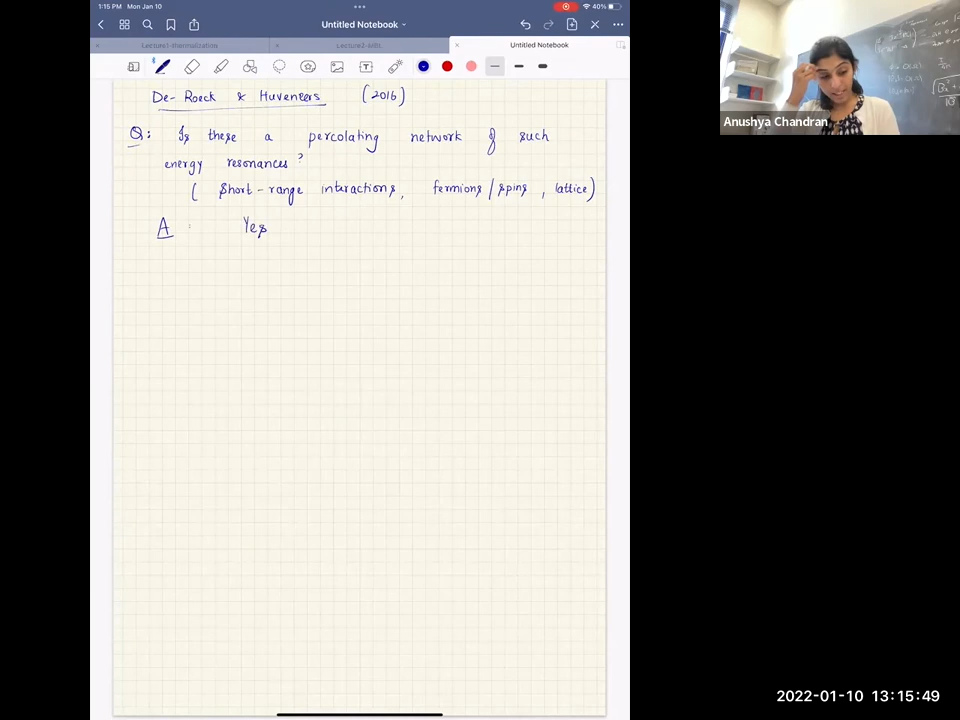 1:15 PM Mon Jan 10
40%
Untitled Notebook
Lecture1-thermalization
Lecture2-MBL
Untitled Notebook
De-Roeck & Huveneers (2016)
Q: Is there a percolating network of such
energy resonances?
( Short-range interactions, fermions/spins, lattice)
A : Yes
Anushya Chandran
2022-01-10 13:15:49